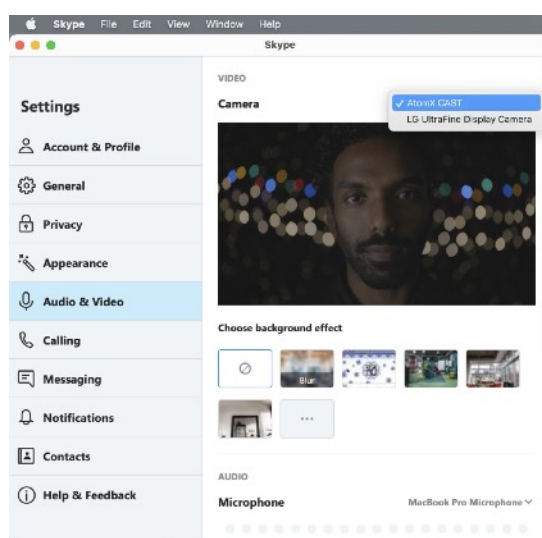 Skype File Edit View Window Help
Skype
Settings
Account & Profile
General
Privacy
Appearance
Audio & Video
Calling
Messaging
Notifications
Contacts
Help & Feedback
VIDEO
Camera
✓ AtomX CAST
LG UltraFine Display Camera
Choose background effect
Blur
...
AUDIO
Microphone
MacBook Pro Microphone